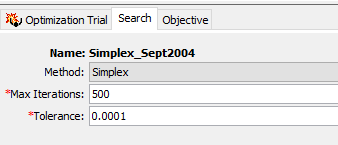 Optimization Trial Search Objective
Name: Simplex_Sept2004
Method: Simplex
*Max Iterations: 500
*Tolerance: 0.0001